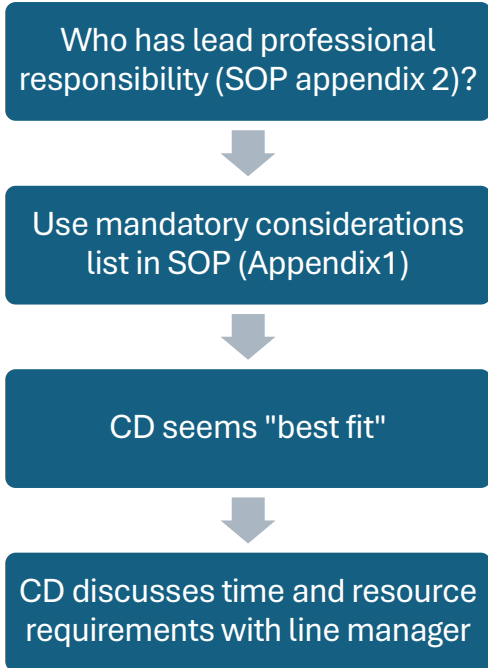 Who has lead professional
responsibility (SOP appendix 2)?
Use mandatory considerations
list in SOP (Appendix1)
CD seems "best fit"
CD discusses time and resource
requirements with line manager